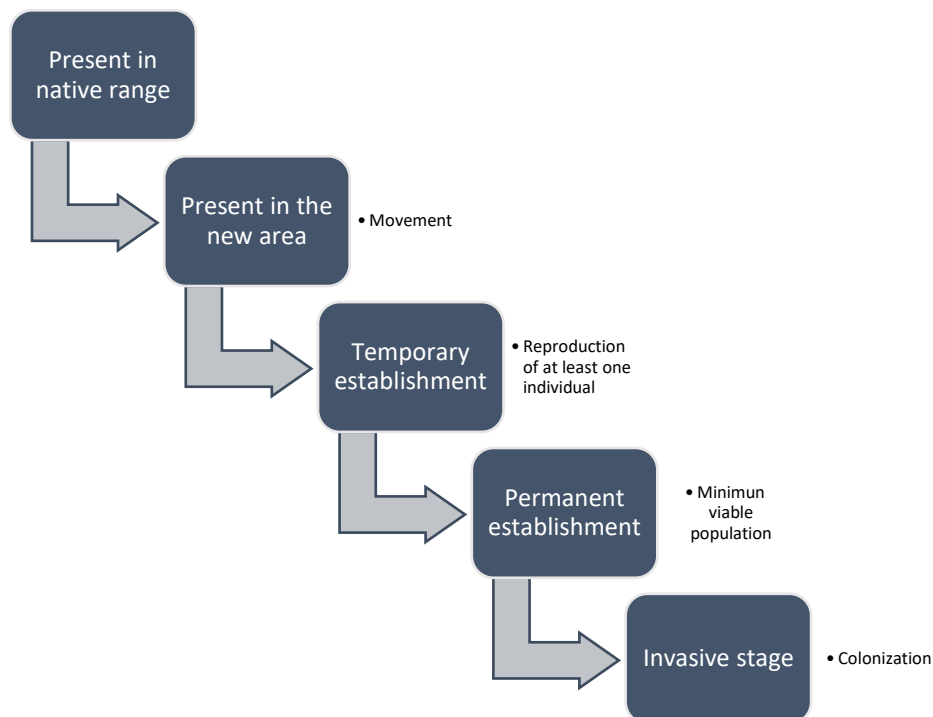 Present in
native range
Present in the
new area
• Movement
Temporary
establishment
• Reproduction
of at least one
individual
Permanent
establishment
• Minimun
viable
population
Invasive stage
• Colonization